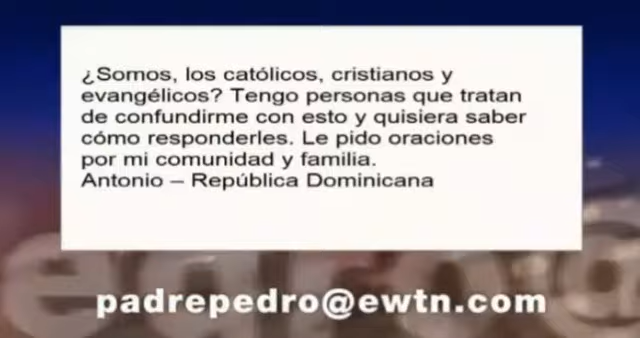 ¿Somos, los católicos, cristianos y
evangélicos? Tengo personas que tratan
de confundirme con esto y quisiera saber
cómo responderles. Le pido oraciones
por mi comunidad y familia.
Antonio – República Dominicana
padrepedro@ewtn.com